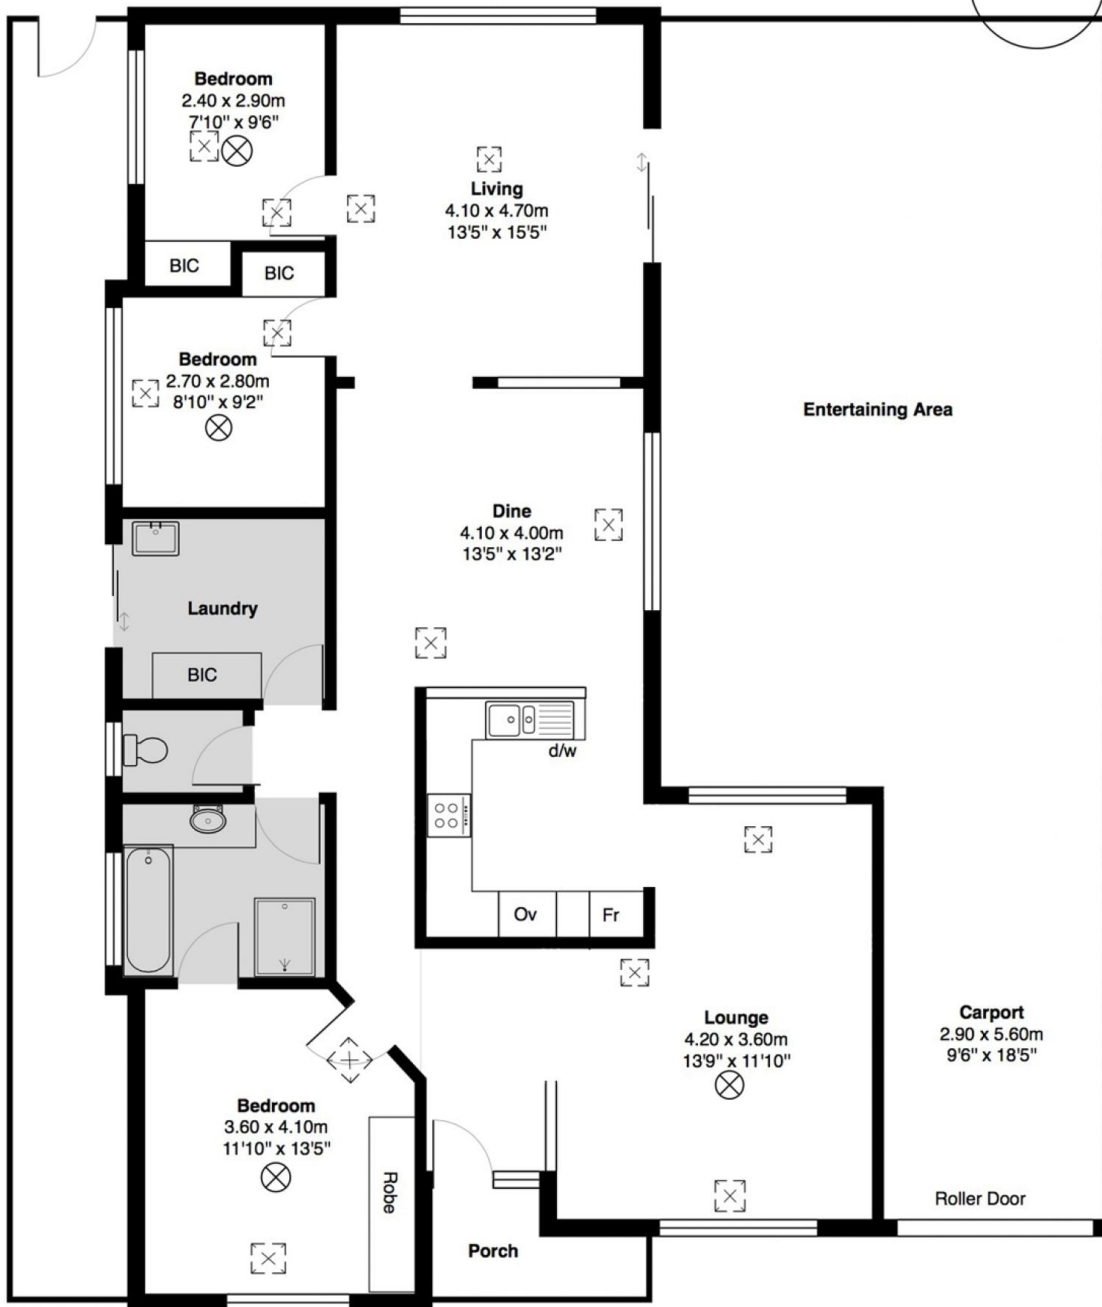 Bedroom
2.40 x 2.90m
7'10" x 9'6"
Living
4.10 x 4.70m
13'5" x 15'5"
BIC
BIC
Bedroom
2.70 x 2.80m
8'10" x 9'2"
Entertaining Area
Dine
4.10 x 4.00m
13'5" x 13'2"
Laundry
BIC
d/w
Ov
Fr
Lounge
4.20 x 3.60m
13'9" x 11'10"
Carport
2.90 x 5.60m
9'6" x 18'5"
Bedroom
3.60 x 4.10m
11'10" x 13'5"
Robe
Roller Door
Porch